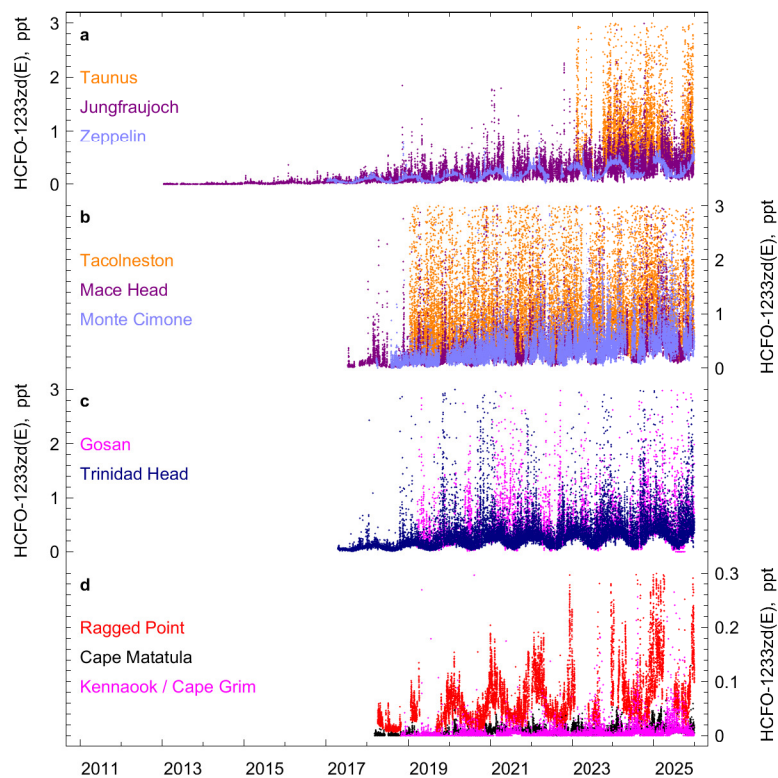 HCFO-1233zd(E), ppt
3
2
1
0
a
Taunus
Jungfraujoch
Zeppelin
HCFO-1233zd(E), ppt
3
2
1
0
b
Tacolneston
Mace Head
Monte Cimone
HCFO-1233zd(E), ppt
3
2
1
0
c
Gosan
Trinidad Head
HCFO-1233zd(E), ppt
0.3
0.2
0.1
0
d
Ragged Point
Cape Matatula
Kennaook / Cape Grim
2011 2013 2015 2017 2019 2021 2023 2025